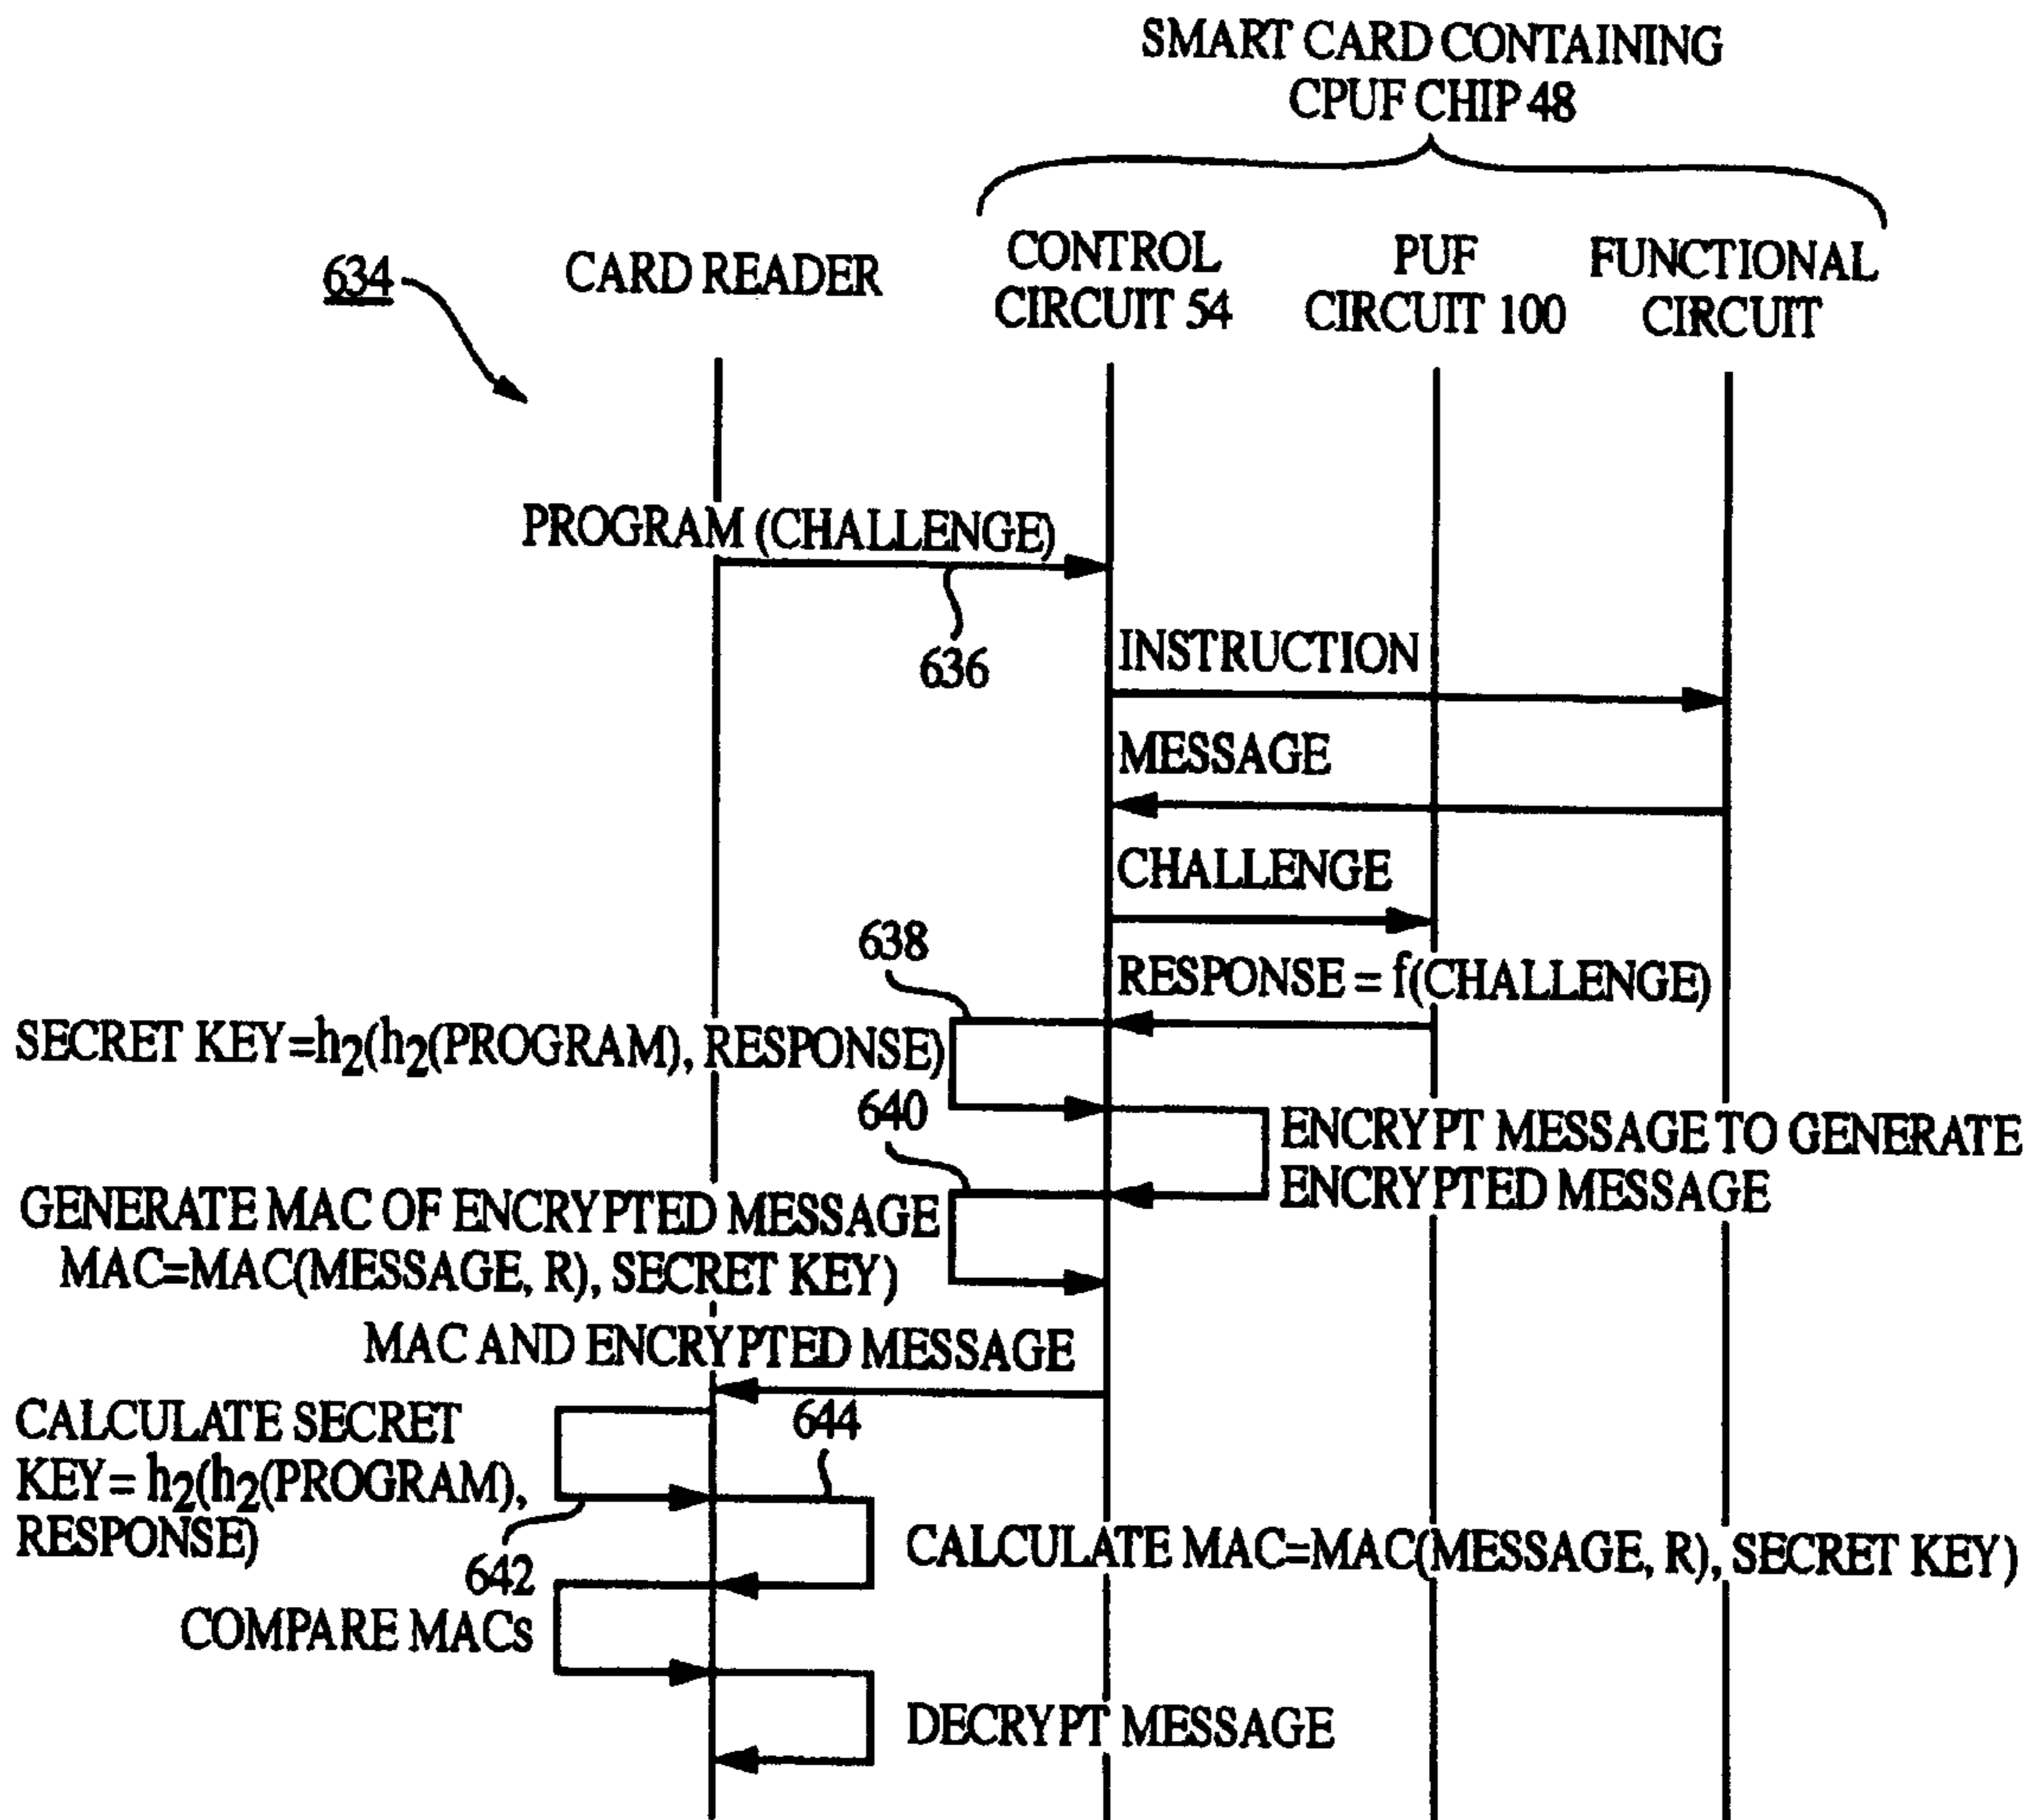 SMART CARD CONTAINING
CPUF CHIP 48
634
CARD READER
CONTROL
CIRCUIT 54
PUF
CIRCUIT 100
FUNCTIONAL
CIRCUIT
PROGRAM (CHALLENGE)
636
INSTRUCTION
MESSAGE
CHALLENGE
638
RESPONSE = f(CHALLENGE)
SECRET KEY=h2(h2(PROGRAM), RESPONSE)
640
ENCRYPT MESSAGE TO GENERATE
ENCRYPTED MESSAGE
GENERATE MAC OF ENCRYPTED MESSAGE
MAC=MAC(MESSAGE, R), SECRET KEY)
MAC AND ENCRYPTED MESSAGE
CALCULATE SECRET
KEY= h2(h2(PROGRAM),
RESPONSE)
644
642
CALCULATE MAC=MAC(MESSAGE, R), SECRET KEY)
COMPARE MACs
DECRYPT MESSAGE